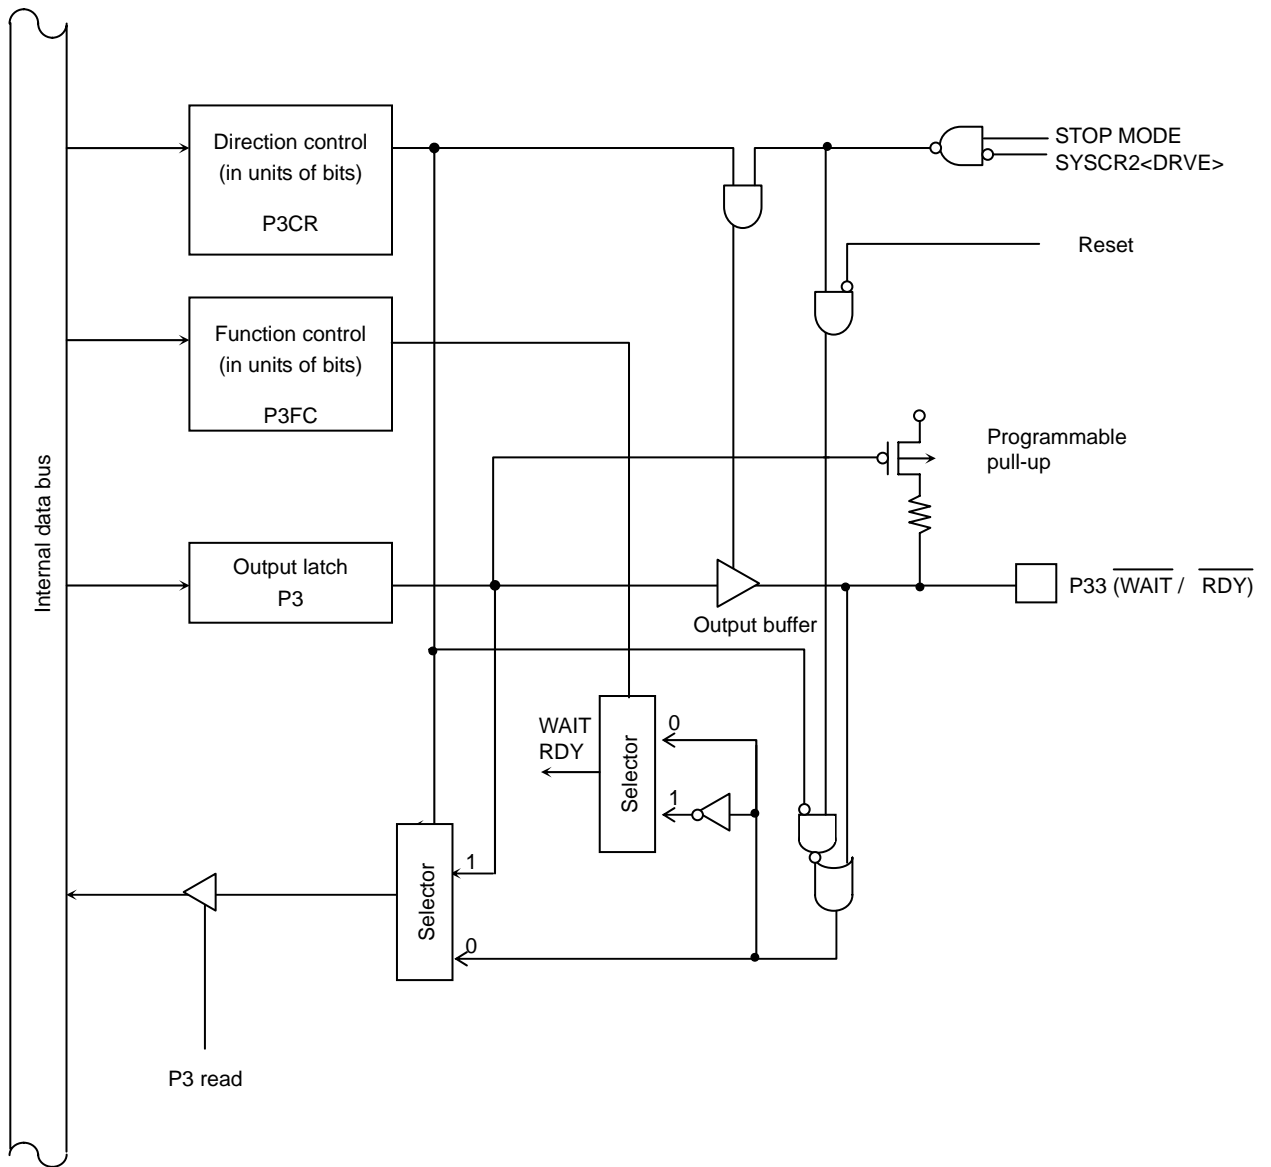 Direction control
(in units of bits)
P3CR
STOP MODE
SYSCR2<DRVE>
Reset
Function control
(in units of bits)
P3FC
Programmable
pull-up
Internal data bus
Output latch
P3
P33 (WAIT / RDY)
Output buffer
WAIT
RDY
Selector
0
1
Selector
1
0
P3 read